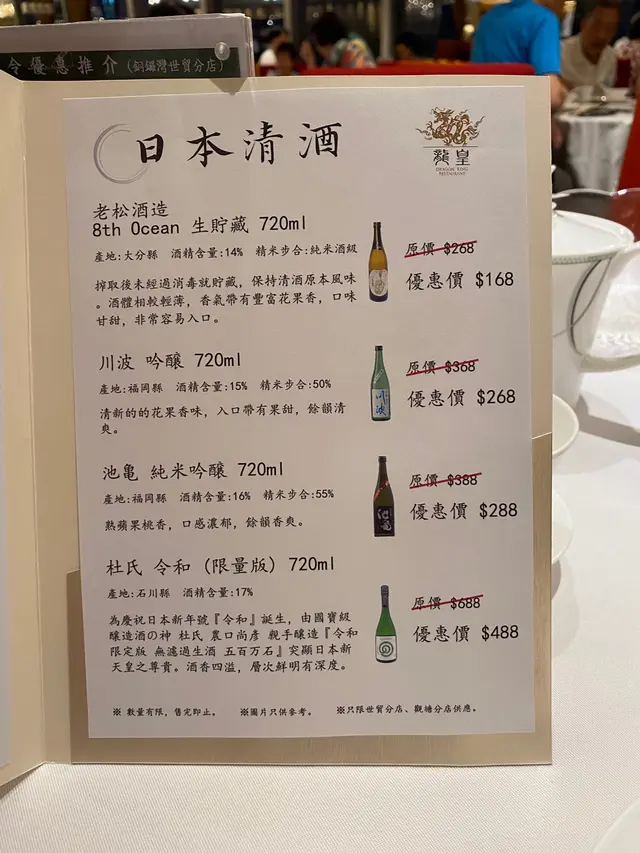 令優惠推介(銅鑼灣世貿分店)
日本清酒
龍皇
DRAGON KING
RESTAURANT
老松酒造
8th Ocean 生貯藏 720ml
產地:大分縣 酒精含量:14% 精米步合:純米酒級
搾取後未經過消毒就貯藏，保持清酒原本風味
。酒體相較輕薄，香氣帶有豐富花果香，口味
甘甜，非常容易入口。
原價 $268
優惠價 $168
川波 吟釀 720ml
產地:福岡縣 酒精含量:15% 精米步合:50%
清新的的花果香味，入口帶有果甜，餘韻清
爽。
川波
原價 $368
優惠價 $268
池亀 純米吟釀 720ml
產地:福岡縣 酒精含量:16% 精米步合:55%
熟蘋果桃香，口感濃郁，餘韻香爽。
池亀
原價 $388
優惠價 $288
杜氏 令和 (限量版) 720ml
產地:石川縣 酒精含量:17%
為慶祝日本新年號『令和』誕生，由國寶級
釀造酒の神 杜氏 農口尚彦 親手釀造『令和
限定版 無濾過生酒 五百万石』突顯日本新
天皇之尊貴。酒香四溢，層次鮮明有深度。
原價 $688
優惠價 $488
※ 數量有限，售完即止。 ※圖片只供參考。 ※只限世貿分店、觀塘分店供應。